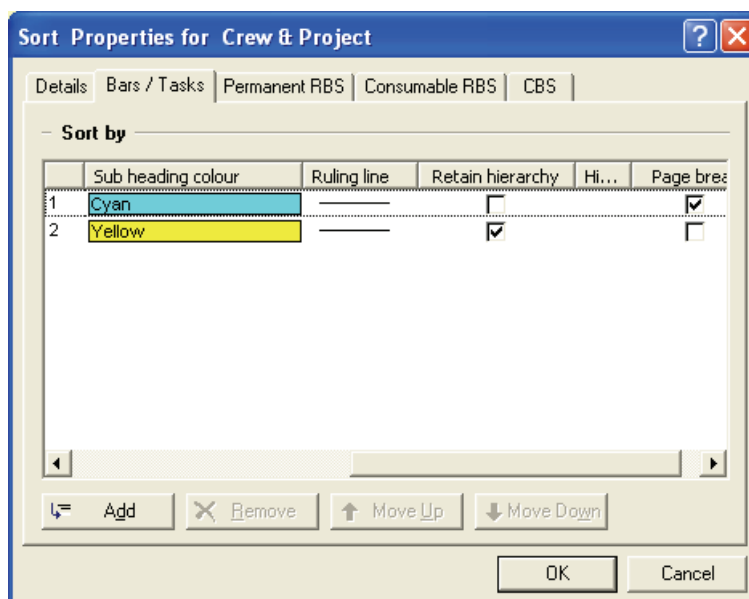 Sort Properties for Crew & Project
Details Bars / Tasks Permanent RBS Consumable RBS CBS
Sort by
Sub heading colour Ruling line Retain hierarchy Hi... Page brea
1 Cyan
2 Yellow
Add Remove Move Up Move Down
OK Cancel